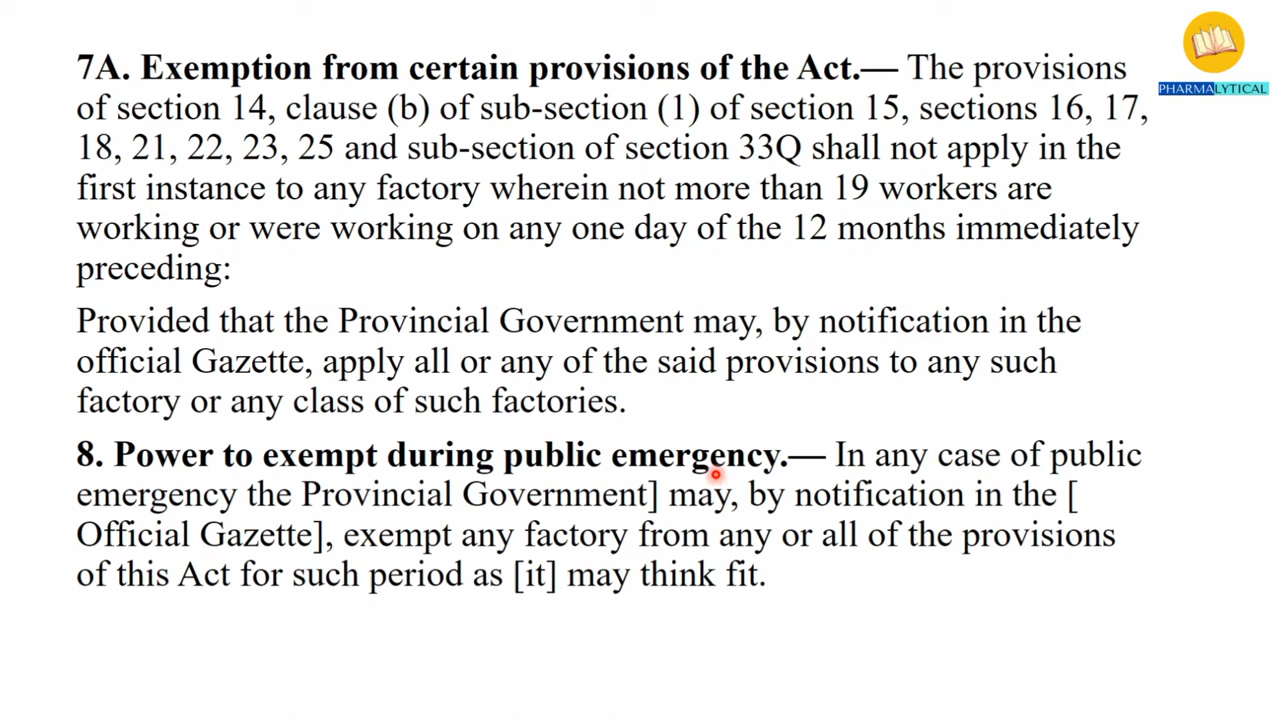 7A. Exemption from certain provisions of the Act.— The provisions
of section 14, clause (b) of sub-section (1) of section 15, sections 16, 17,
18, 21, 22, 23, 25 and sub-section of section 33Q shall not apply in the
first instance to any factory wherein not more than 19 workers are
working or were working on any one day of the 12 months immediately
preceding:
Provided that the Provincial Government may, by notification in the
official Gazette, apply all or any of the said provisions to any such
factory or any class of such factories.
8. Power to exempt during public emergency.— In any case of public
emergency the Provincial Government] may, by notification in the [
Official Gazette], exempt any factory from any or all of the provisions
of this Act for such period as [it] may think fit.
PHARMALYTICAL